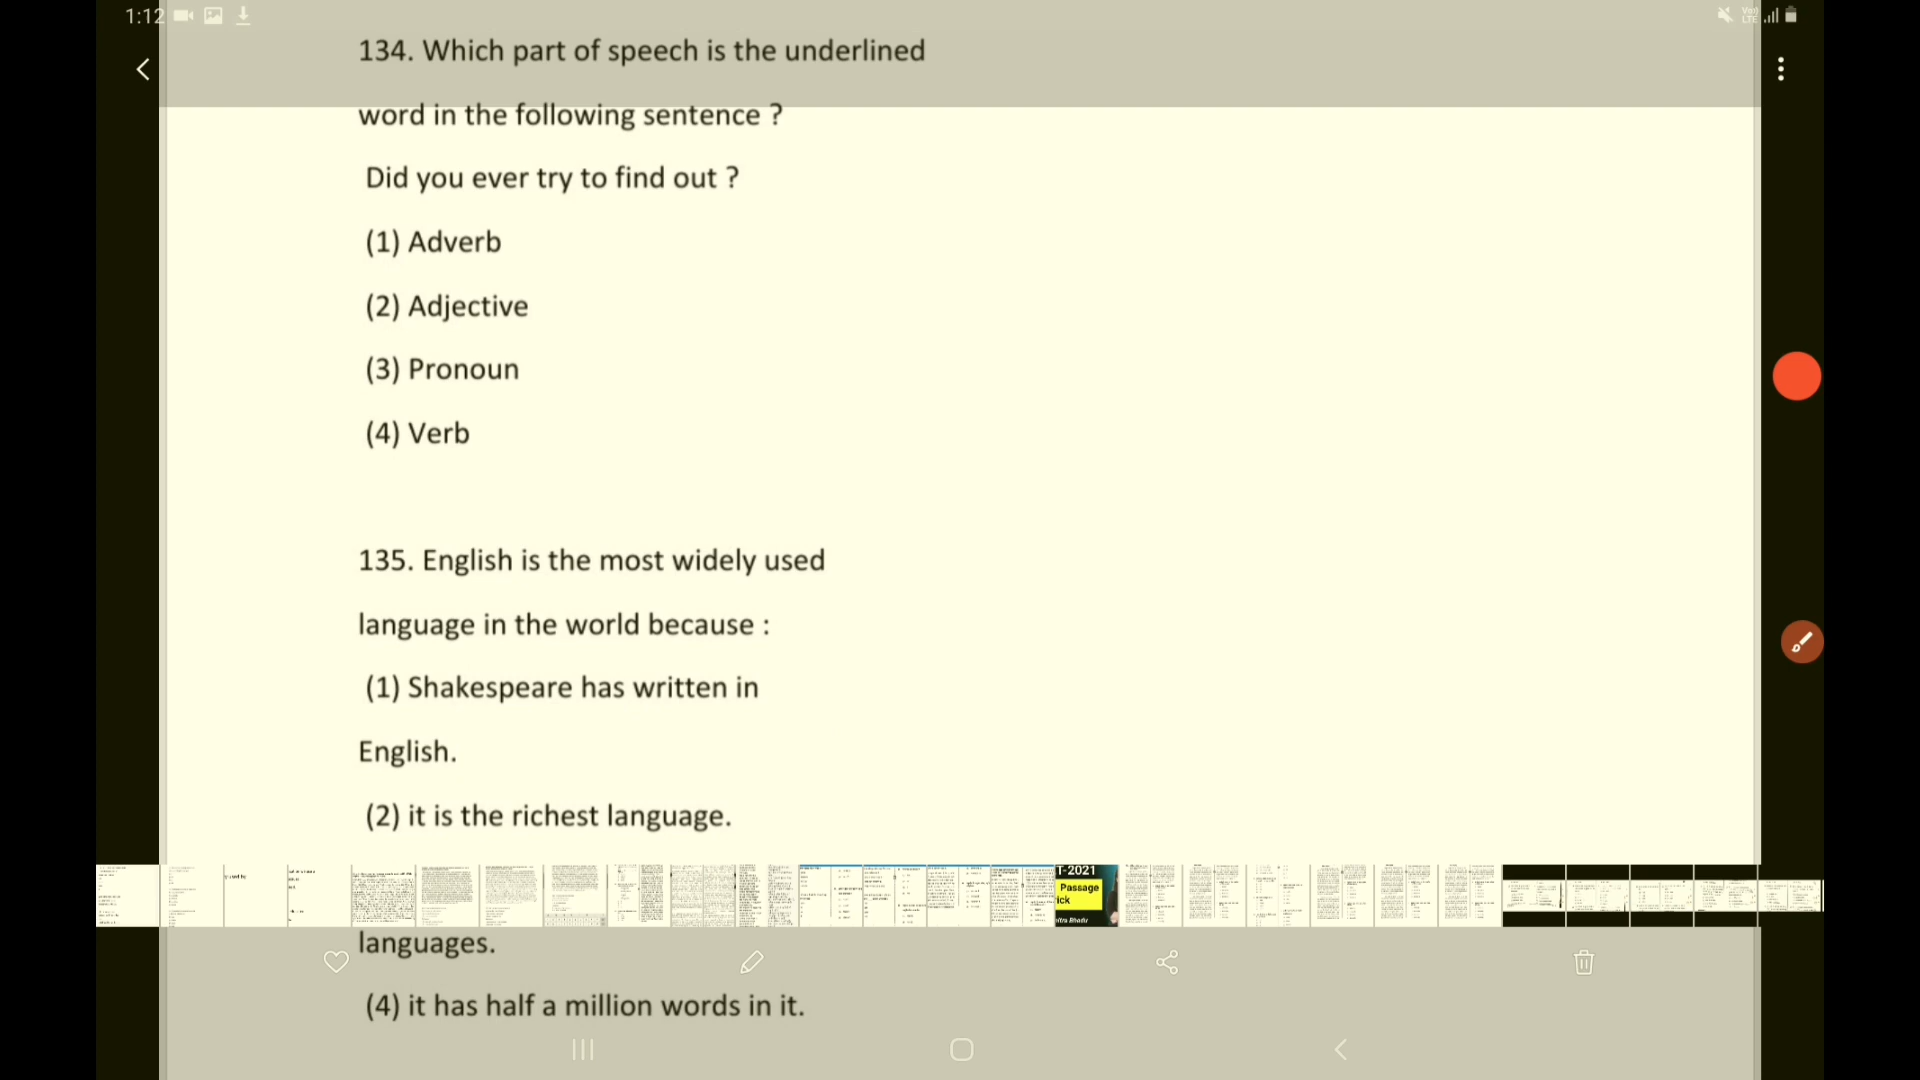 1:12
134. Which part of speech is the underlined
word in the following sentence ?
Did you ever try to find out ?
(1) Adverb
(2) Adjective
(3) Pronoun
(4) Verb
135. English is the most widely used
language in the world because :
(1) Shakespeare has written in
English.
(2) it is the richest language.
T-2021
Passage
ick
languages.
(4) it has half a million words in it.